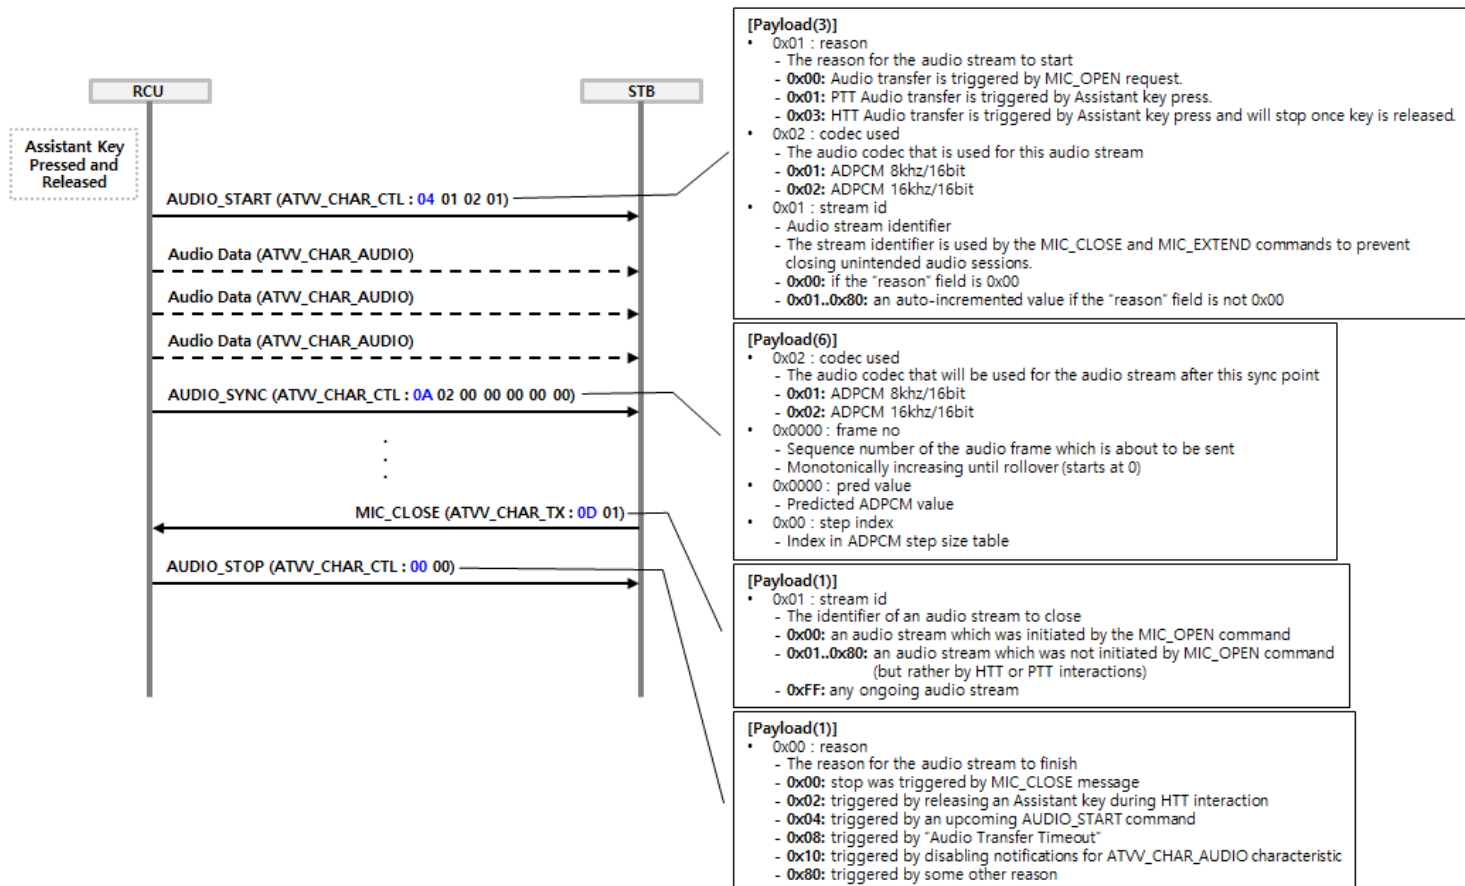 RCU
STB
Assistant Key
Pressed and
Released
AUDIO_START (ATVV_CHAR_CTL : 04 01 02 01)
Audio Data (ATVV_CHAR_AUDIO)
Audio Data (ATVV_CHAR_AUDIO)
Audio Data (ATVV_CHAR_AUDIO)
AUDIO_SYNC (ATVV_CHAR_CTL : 0A 02 00 00 00 00 00)
.
.
.
MIC_CLOSE (ATVV_CHAR_TX : 0D 01)
AUDIO_STOP (ATVV_CHAR_CTL : 00 00)
[Payload(3)]
• 0x01 : reason
- The reason for the audio stream to start
- 0x00: Audio transfer is triggered by MIC_OPEN request.
- 0x01: PTT Audio transfer is triggered by Assistant key press.
- 0x03: HTT Audio transfer is triggered by Assistant key press and will stop once key is released.
• 0x02 : codec used
- The audio codec that is used for this audio stream
- 0x01: ADPCM 8khz/16bit
- 0x02: ADPCM 16khz/16bit
• 0x01 : stream id
- Audio stream identifier
- The stream identifier is used by the MIC_CLOSE and MIC_EXTEND commands to prevent
closing unintended audio sessions.
- 0x00: if the "reason" field is 0x00
- 0x01..0x80: an auto-incremented value if the "reason" field is not 0x00
[Payload(6)]
• 0x02 : codec used
- The audio codec that will be used for the audio stream after this sync point
- 0x01: ADPCM 8khz/16bit
- 0x02: ADPCM 16khz/16bit
• 0x0000 : frame no
- Sequence number of the audio frame which is about to be sent
- Monotonically increasing until rollover (starts at 0)
• 0x0000 : pred value
- Predicted ADPCM value
• 0x00 : step index
- Index in ADPCM step size table
[Payload(1)]
• 0x01 : stream id
- The identifier of an audio stream to close
- 0x00: an audio stream which was initiated by the MIC_OPEN command
- 0x01..0x80: an audio stream which was not initiated by MIC_OPEN command
(but rather by HTT or PTT interactions)
- 0xFF: any ongoing audio stream
[Payload(1)]
• 0x00 : reason
- The reason for the audio stream to finish
- 0x00: stop was triggered by MIC_CLOSE message
- 0x02: triggered by releasing an Assistant key during HTT interaction
- 0x04: triggered by an upcoming AUDIO_START command
- 0x08: triggered by "Audio Transfer Timeout"
- 0x10: triggered by disabling notifications for ATVV_CHAR_AUDIO characteristic
- 0x80: triggered by some other reason